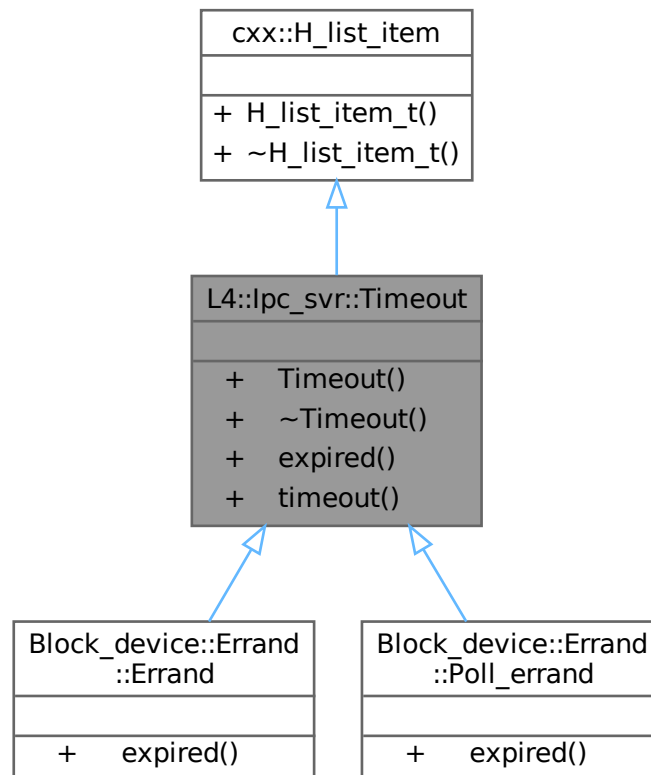 cxx::H_list_item
+ H_list_item_t()
+ ~H_list_item_t()
L4::Ipc_svr::Timeout
+ Timeout()
+ ~Timeout()
+ expired()
+ timeout()
Block_device::Errand
::Errand
+ expired()
Block_device::Errand
::Poll_errand
+ expired()